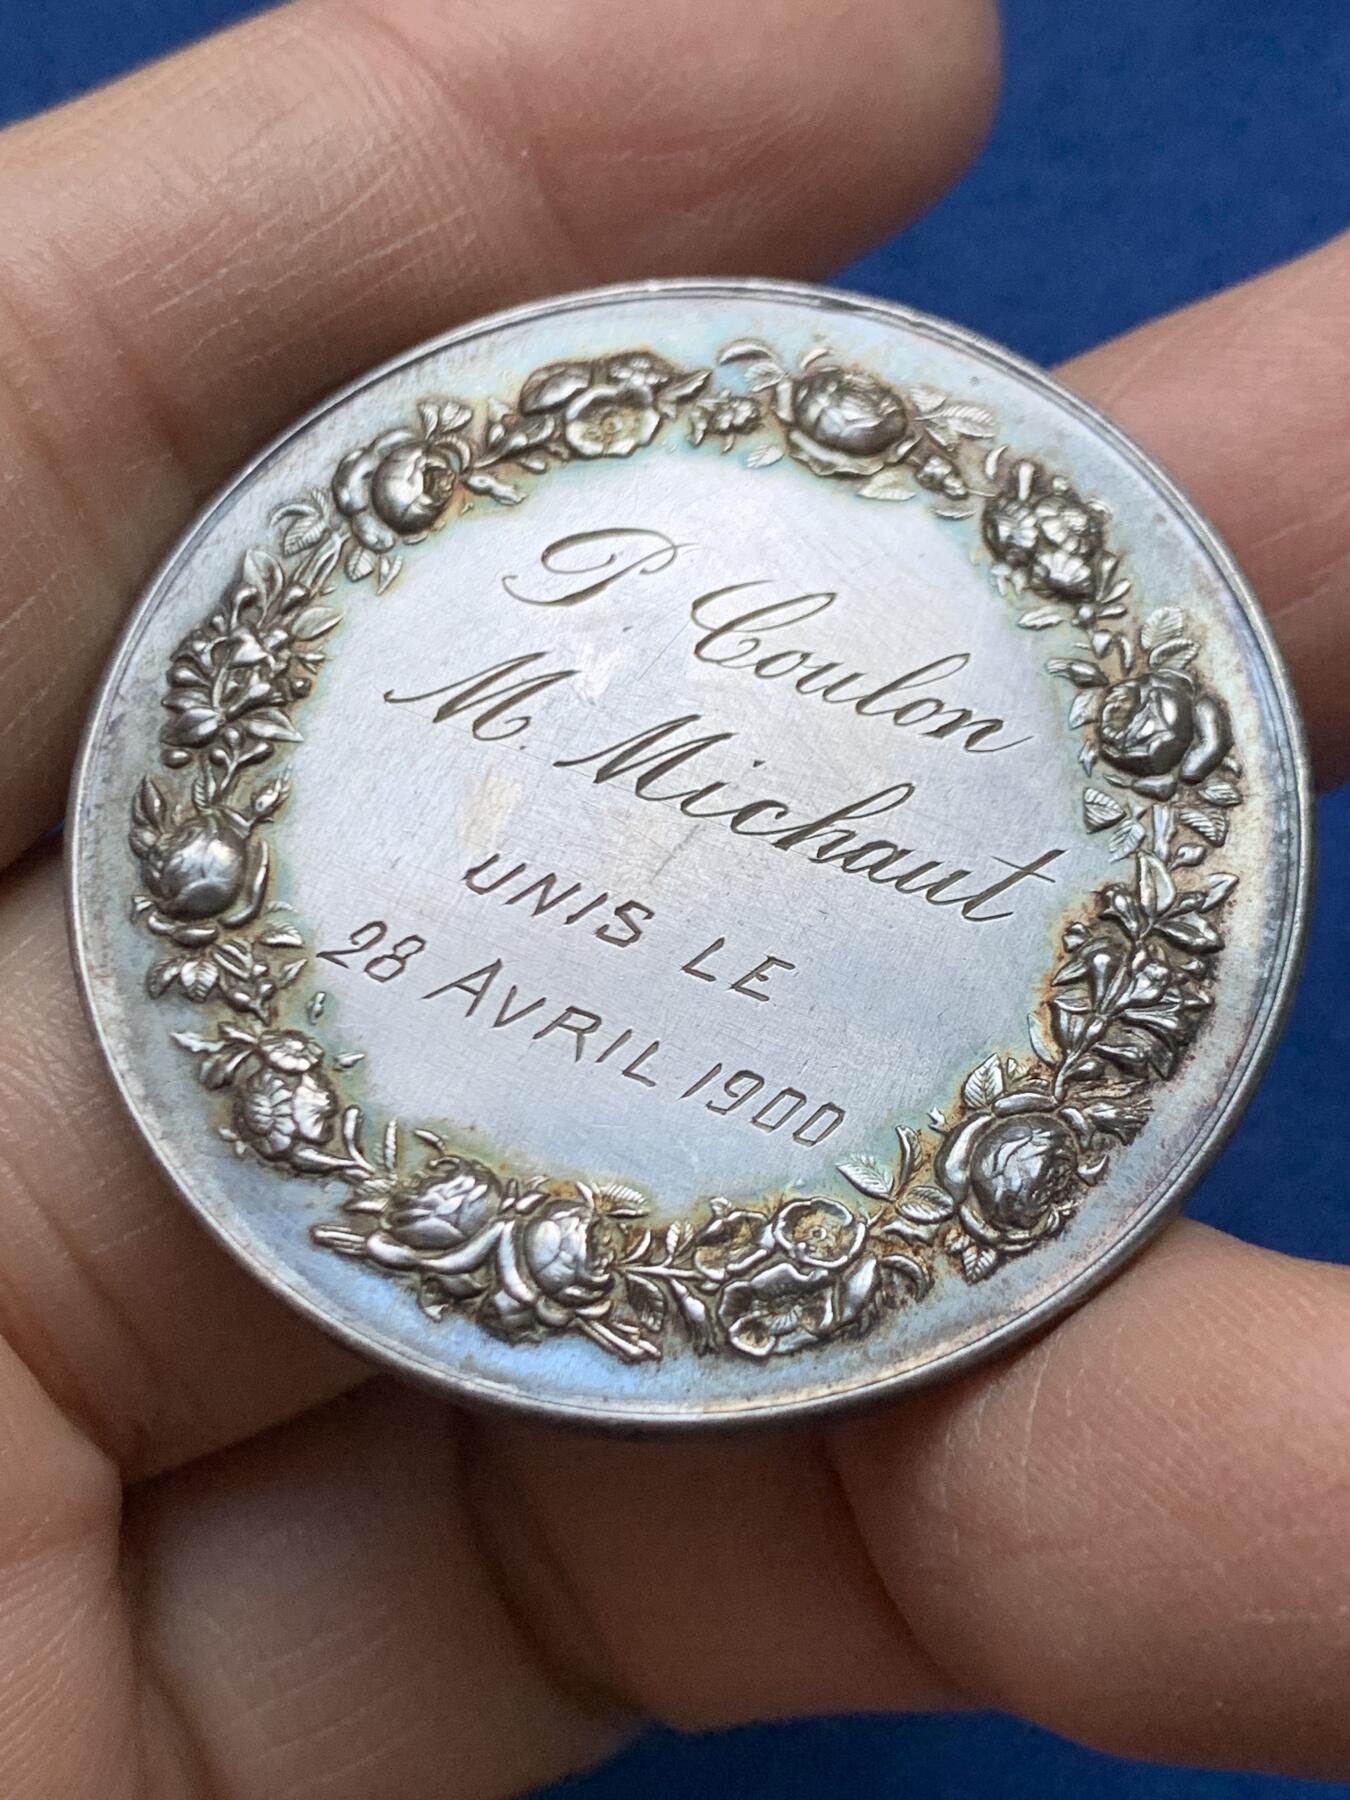 P Coulon
M. Michaut
UNIS LE
28 AVRIL 1900